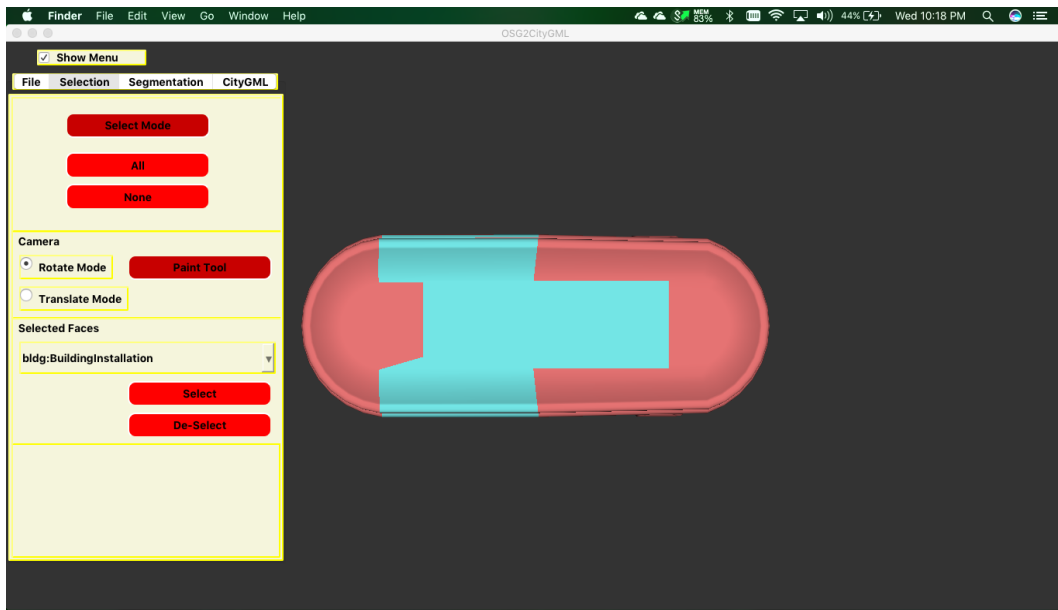 Finder File Edit View Go Window Help MEM 83% 44% Wed 10:18 PM
OSG2CityGML
Show Menu
File Selection Segmentation CityGML
Select Mode
All
None
Camera
Rotate Mode Paint Tool
Translate Mode
Selected Faces
bldg:BuildingInstallation
Select
De-Select